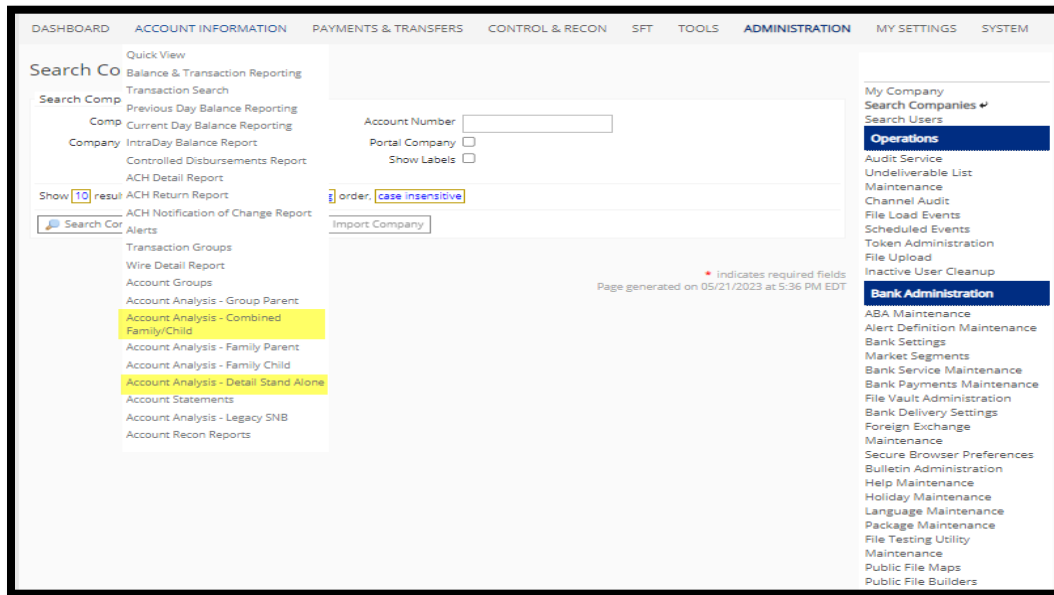 DASHBOARD ACCOUNT INFORMATION PAYMENTS & TRANSFERS CONTROL & RECON SFT TOOLS ADMINISTRATION MY SETTINGS SYSTEM
Search Co
Search Comp
Comp
Company
Show 10 resul
Search Cor
Quick View
Balance & Transaction Reporting
Transaction Search
Previous Day Balance Reporting
Current Day Balance Reporting
IntraDay Balance Report
Controlled Disbursements Report
ACH Detail Report
ACH Return Report
ACH Notification of Change Report
Alerts
Transaction Groups
Wire Detail Report
Account Groups
Account Analysis - Group Parent
Account Analysis - Combined
Family/Child
Account Analysis - Family Parent
Account Analysis - Family Child
Account Analysis - Detail Stand Alone
Account Statements
Account Analysis - Legacy SNB
Account Recon Reports
Account Number
Portal Company
Show Labels
g order, case insensitive
Import Company
* indicates required fields
Page generated on 05/21/2023 at 5:36 PM EDT
My Company
Search Companies ↵
Search Users
Operations
Audit Service
Undeliverable List
Maintenance
Channel Audit
File Load Events
Scheduled Events
Token Administration
File Upload
Inactive User Cleanup
Bank Administration
ABA Maintenance
Alert Definition Maintenance
Bank Settings
Market Segments
Bank Service Maintenance
Bank Payments Maintenance
File Vault Administration
Bank Delivery Settings
Foreign Exchange
Maintenance
Secure Browser Preferences
Bulletin Administration
Help Maintenance
Holiday Maintenance
Language Maintenance
Package Maintenance
File Testing Utility
Maintenance
Public File Maps
Public File Builders